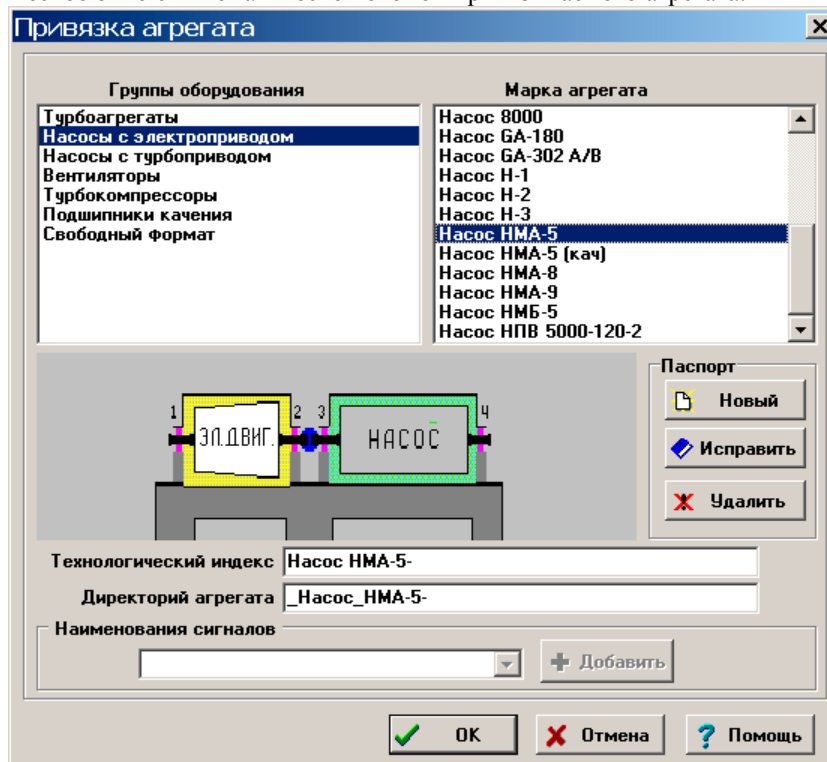 Привязка агрегата
Группы оборудования
Турбоагрегаты
Насосы с электроприводом
Насосы с турбоприводом
Вентиляторы
Турбокомпрессоры
Подшипники качения
Свободный формат
Марка агрегата
Насос 8000
Насос GA-180
Насос GA-302 A/B
Насос Н-1
Насос Н-2
Насос Н-3
Насос НМА-5
Насос НМА-5 (кач)
Насос НМА-8
Насос НМА-9
Насос НМБ-5
Насос НПВ 5000-120-2
1 2 3 4
ЭЛ.ДВИГ. НАСОС
Паспорт
Новый
Исправить
Удалить
Технологический индекс Насос НМА-5-
Директорий агрегата _Насос_НМА-5-
Наименования сигналов
Добавить
OK Отмена Помощь